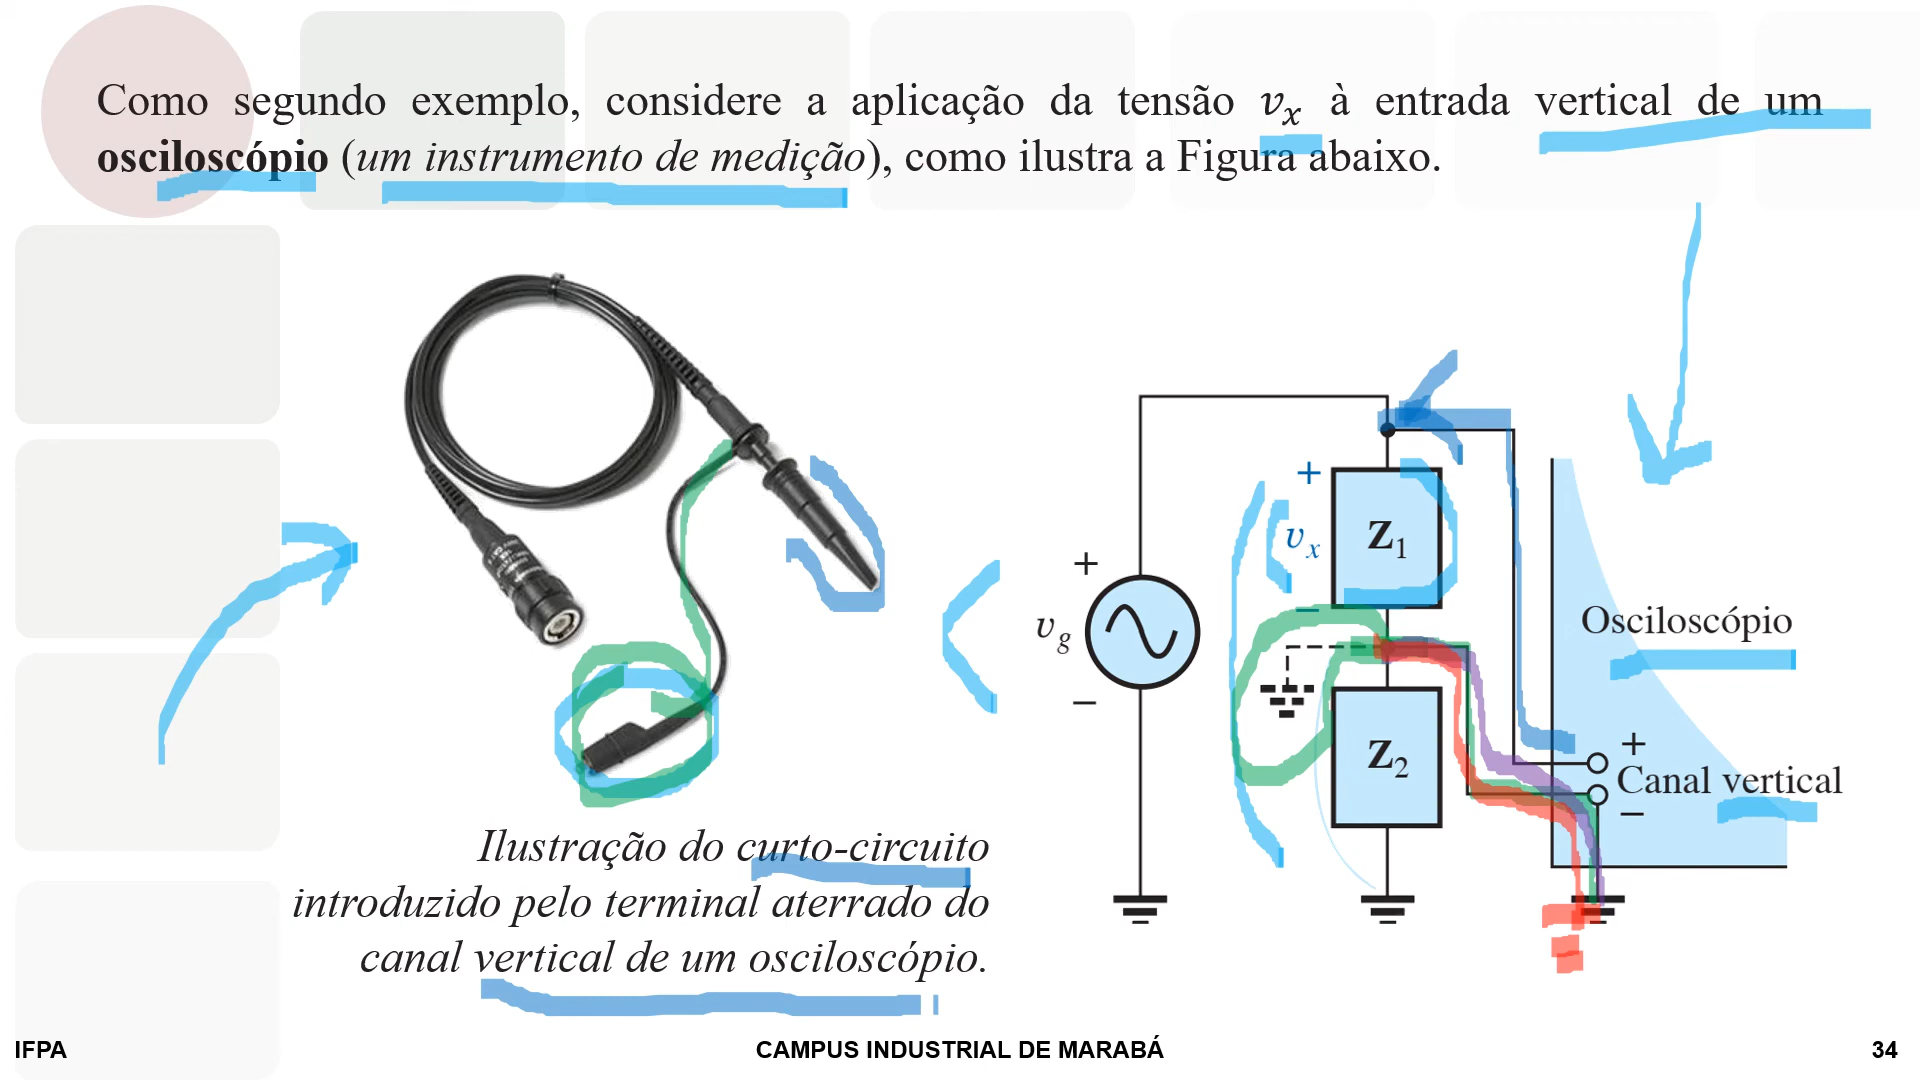 Como segundo exemplo, considere a aplicação da tensão vₓ à entrada vertical de um
osciloscópio (um instrumento de medição), como ilustra a Figura abaixo.
+
vₓ
−
Z₁
+
v_g
−
Z₂
Osciloscópio
+
Canal vertical
−
Ilustração do curto-circuito
introduzido pelo terminal aterrado do
canal vertical de um osciloscópio.
IFPA
CAMPUS INDUSTRIAL DE MARABÁ
34